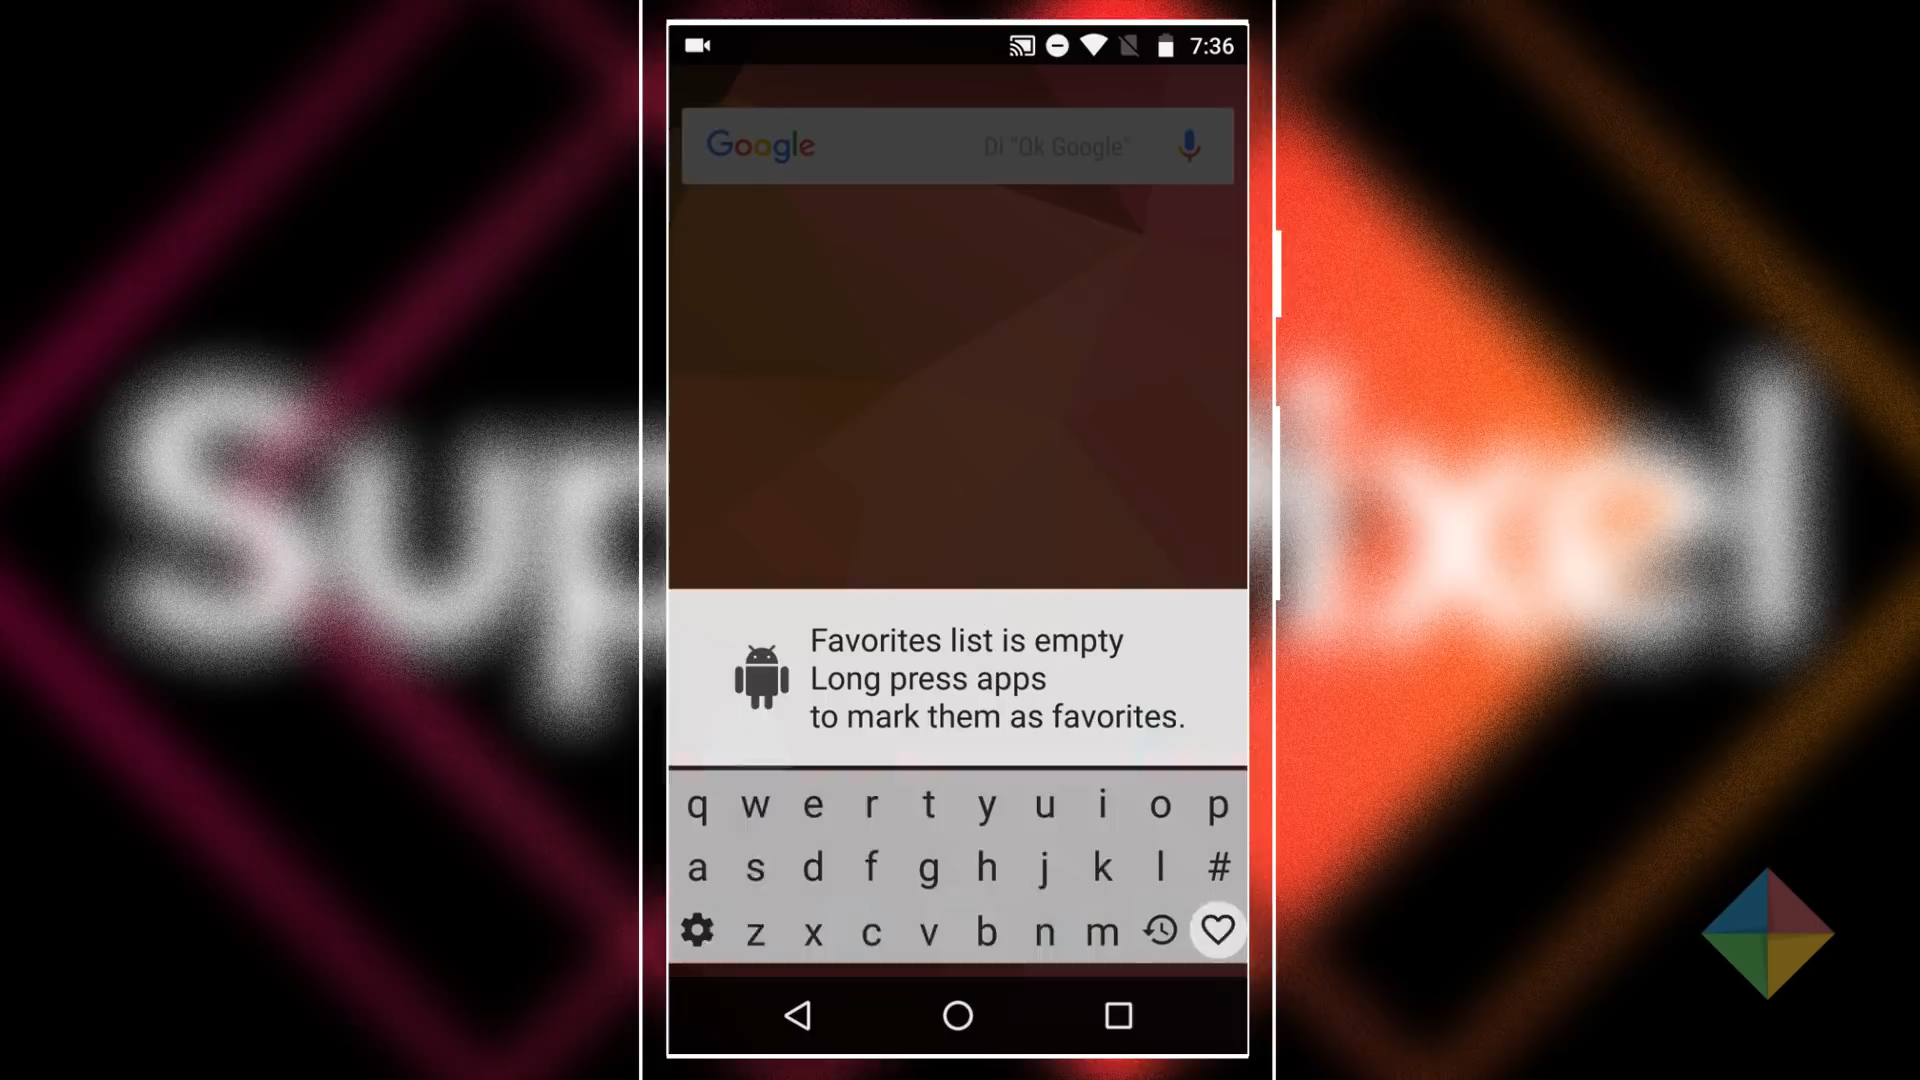 7:36
Google Di "Ok Google"
Favorites list is empty
Long press apps
to mark them as favorites.
q w e r t y u i o p
a s d f g h j k l #
z x c v b n m